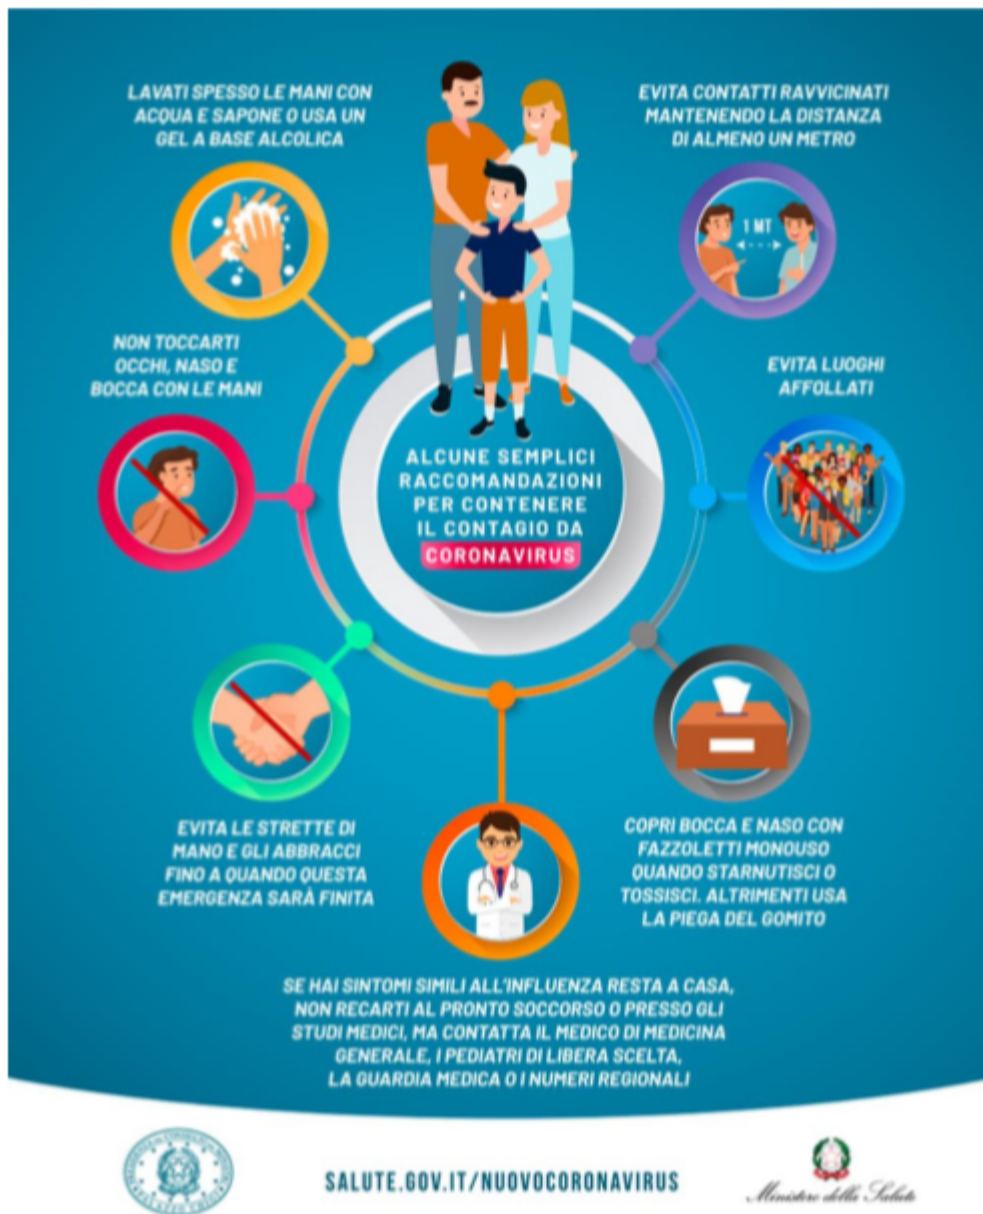 LAVATI SPESSO LE MANI CON
ACQUA E SAPONE O USA UN
GEL A BASE ALCOLICA
EVITA CONTATTI RAVVICINATI
MANTENENDO LA DISTANZA
DI ALMENO UN METRO
1 MT
NON TOCCARTI
OCCHI, NASO E
BOCCA CON LE MANI
EVITA LUOGHI
AFFOLLATI
ALCUNE SEMPLICI
RACCOMANDAZIONI
PER CONTENERE
IL CONTAGIO DA
CORONAVIRUS
EVITA LE STRETTE DI
MANO E GLI ABBRACCI
FINO A QUANDO QUESTA
EMERGENZA SARÀ FINITA
COPRI BOCCA E NASO CON
FAZZOLETTI MONOUSO
QUANDO STARNUTISCI O
TOSSISCI. ALTRIMENTI USA
LA PIEGA DEL GOMITO
SE HAI SINTOMI SIMILI ALL'INFLUENZA RESTA A CASA,
NON RECARTI AL PRONTO SOCCORSO O PRESSO GLI
STUDI MEDICI, MA CONTATTA IL MEDICO DI MEDICINA
GENERALE, I PEDIATRI DI LIBERA SCELTA,
LA GUARDIA MEDICA O I NUMERI REGIONALI
SALUTE.GOV.IT/NUOVOCORONAVIRUS
Ministero della Salute